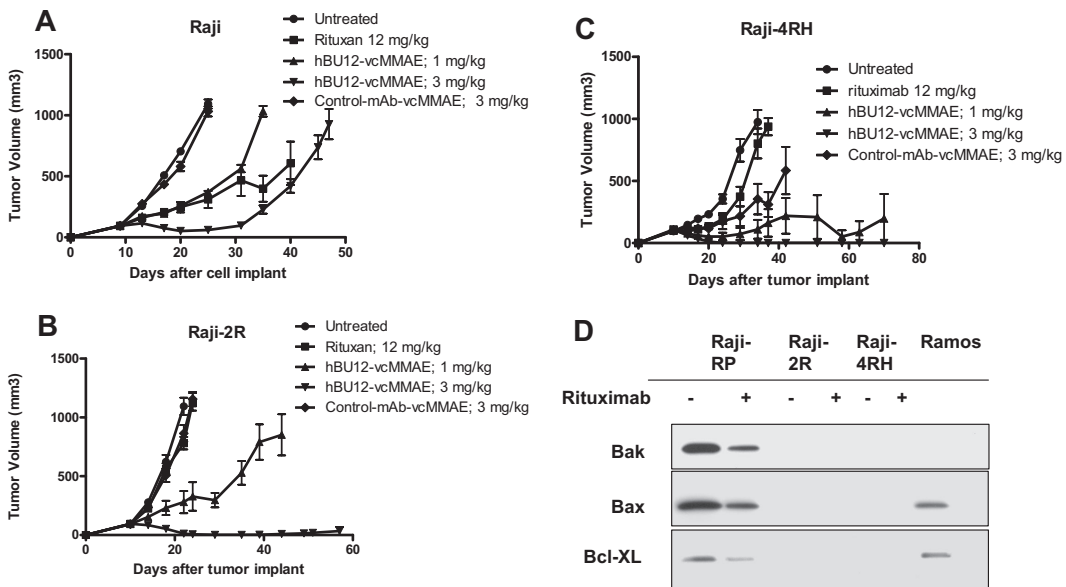 A
Raji
Untreated
Rituxan 12 mg/kg
hBU12-vcMMAE; 1 mg/kg
hBU12-vcMMAE; 3 mg/kg
Control-mAb-vcMMAE; 3 mg/kg
Tumor Volume (mm3)
1500
1000
500
0
0 10 20 30 40 50
Days after cell implant
B
Raji-2R
Untreated
Rituxan; 12 mg/kg
hBU12-vcMMAE; 1 mg/kg
hBU12-vcMMAE; 3 mg/kg
Control-mAb-vcMMAE; 3 mg/kg
Tumor Volume (mm3)
1500
1000
500
0
0 20 40 60
Days after tumor implant
C
Raji-4RH
Untreated
rituximab 12 mg/kg
hBU12-vcMMAE; 1 mg/kg
hBU12-vcMMAE; 3 mg/kg
Control-mAb-vcMMAE; 3 mg/kg
Tumor Volume (mm3)
1500
1000
500
0
0 20 40 60 80
Days after tumor implant
D
Raji- Raji- Raji- Ramos
RP 2R 4RH
Rituximab - + - + - +
Bak
Bax
Bcl-XL